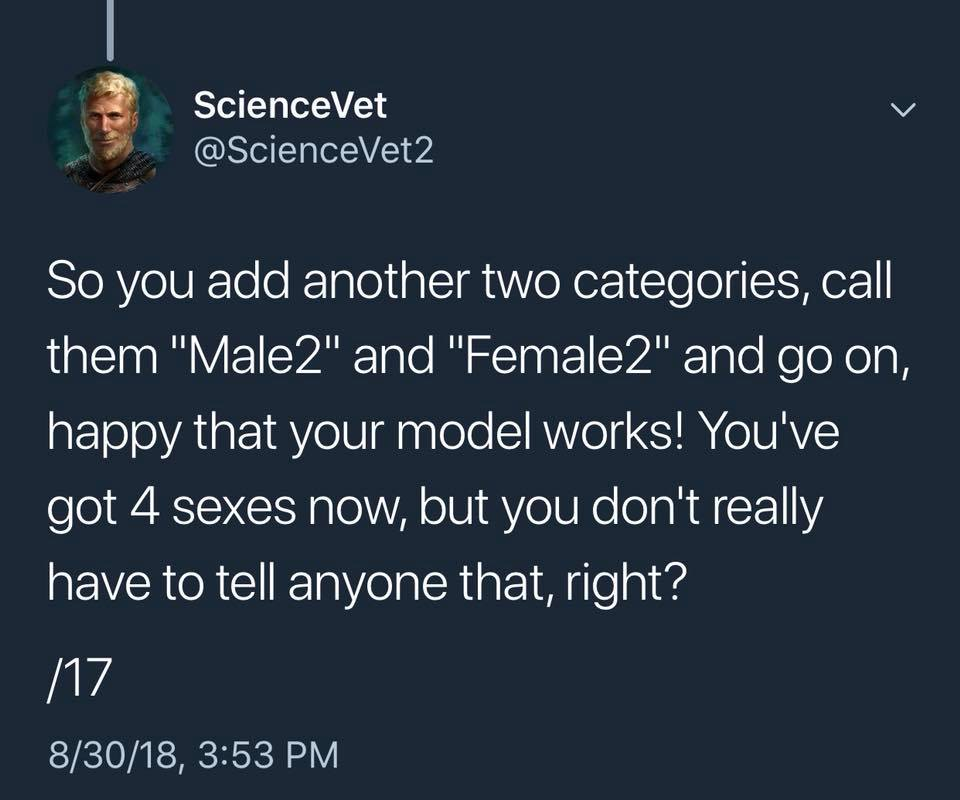 ScienceVet
@ScienceVet2
So you add another two categories, call
them "Male2" and "Female2" and go on,
happy that your model works! You've
got 4 sexes now, but you don't really
have to tell anyone that, right?
/17
8/30/18, 3:53 PM